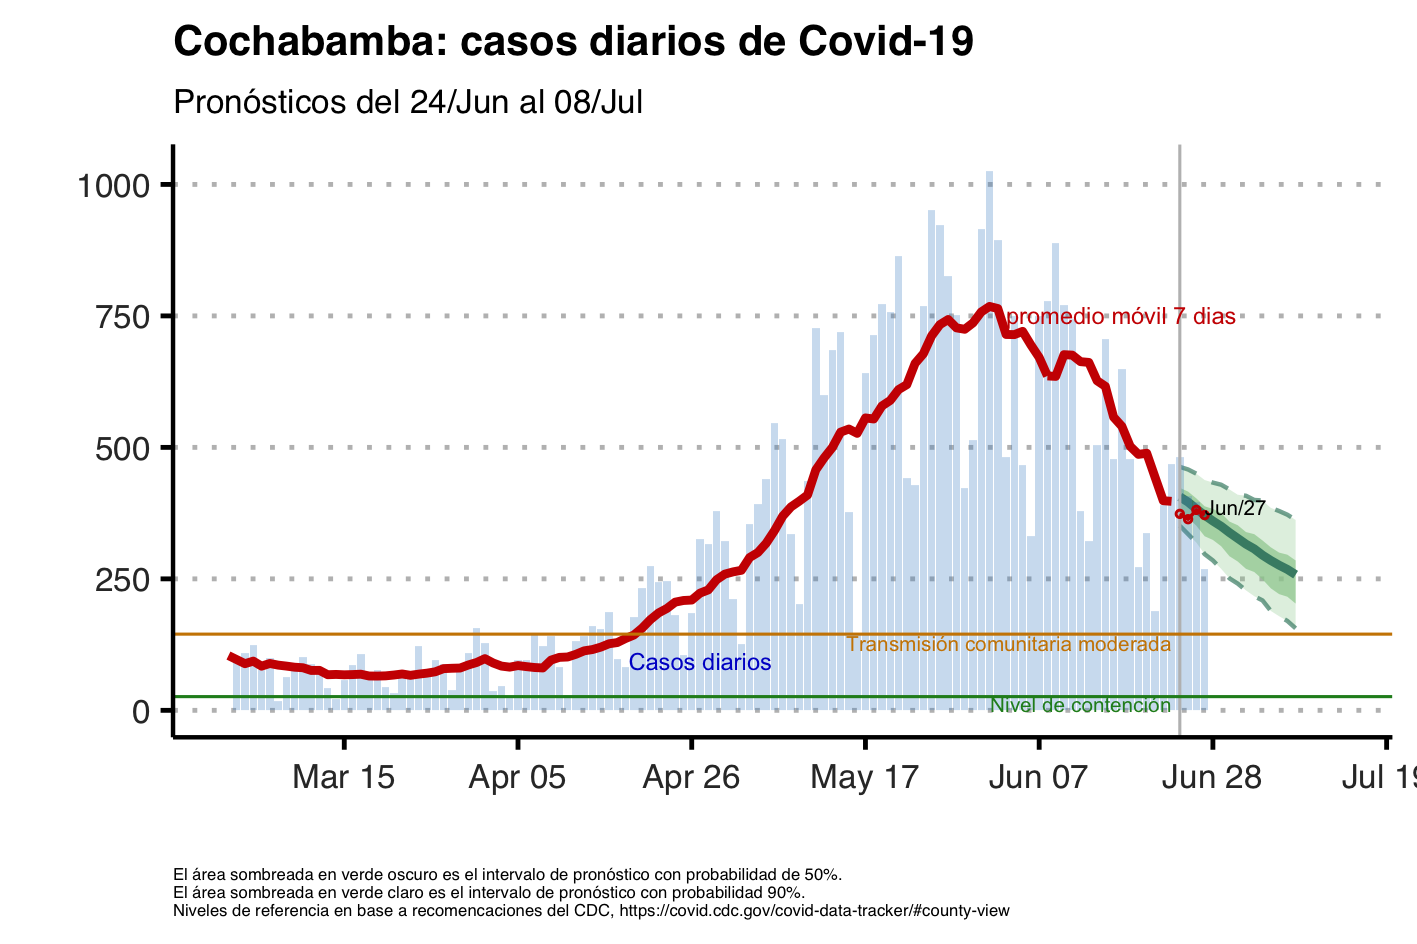 Cochabamba: casos diarios de Covid-19
Pronósticos del 24/Jun al 08/Jul
1000
750
500
250
0
promedio móvil 7 dias
Jun/27
Transmisión comunitaria moderada
Casos diarios
Nivel de contención
Mar 15
Apr 05
Apr 26
May 17
Jun 07
Jun 28
Jul 19
El área sombreada en verde oscuro es el intervalo de pronóstico con probabilidad de 50%.
El área sombreada en verde claro es el intervalo de pronóstico con probabilidad 90%.
Niveles de referencia en base a recomencaciones del CDC, https://covid.cdc.gov/covid-data-tracker/#county-view